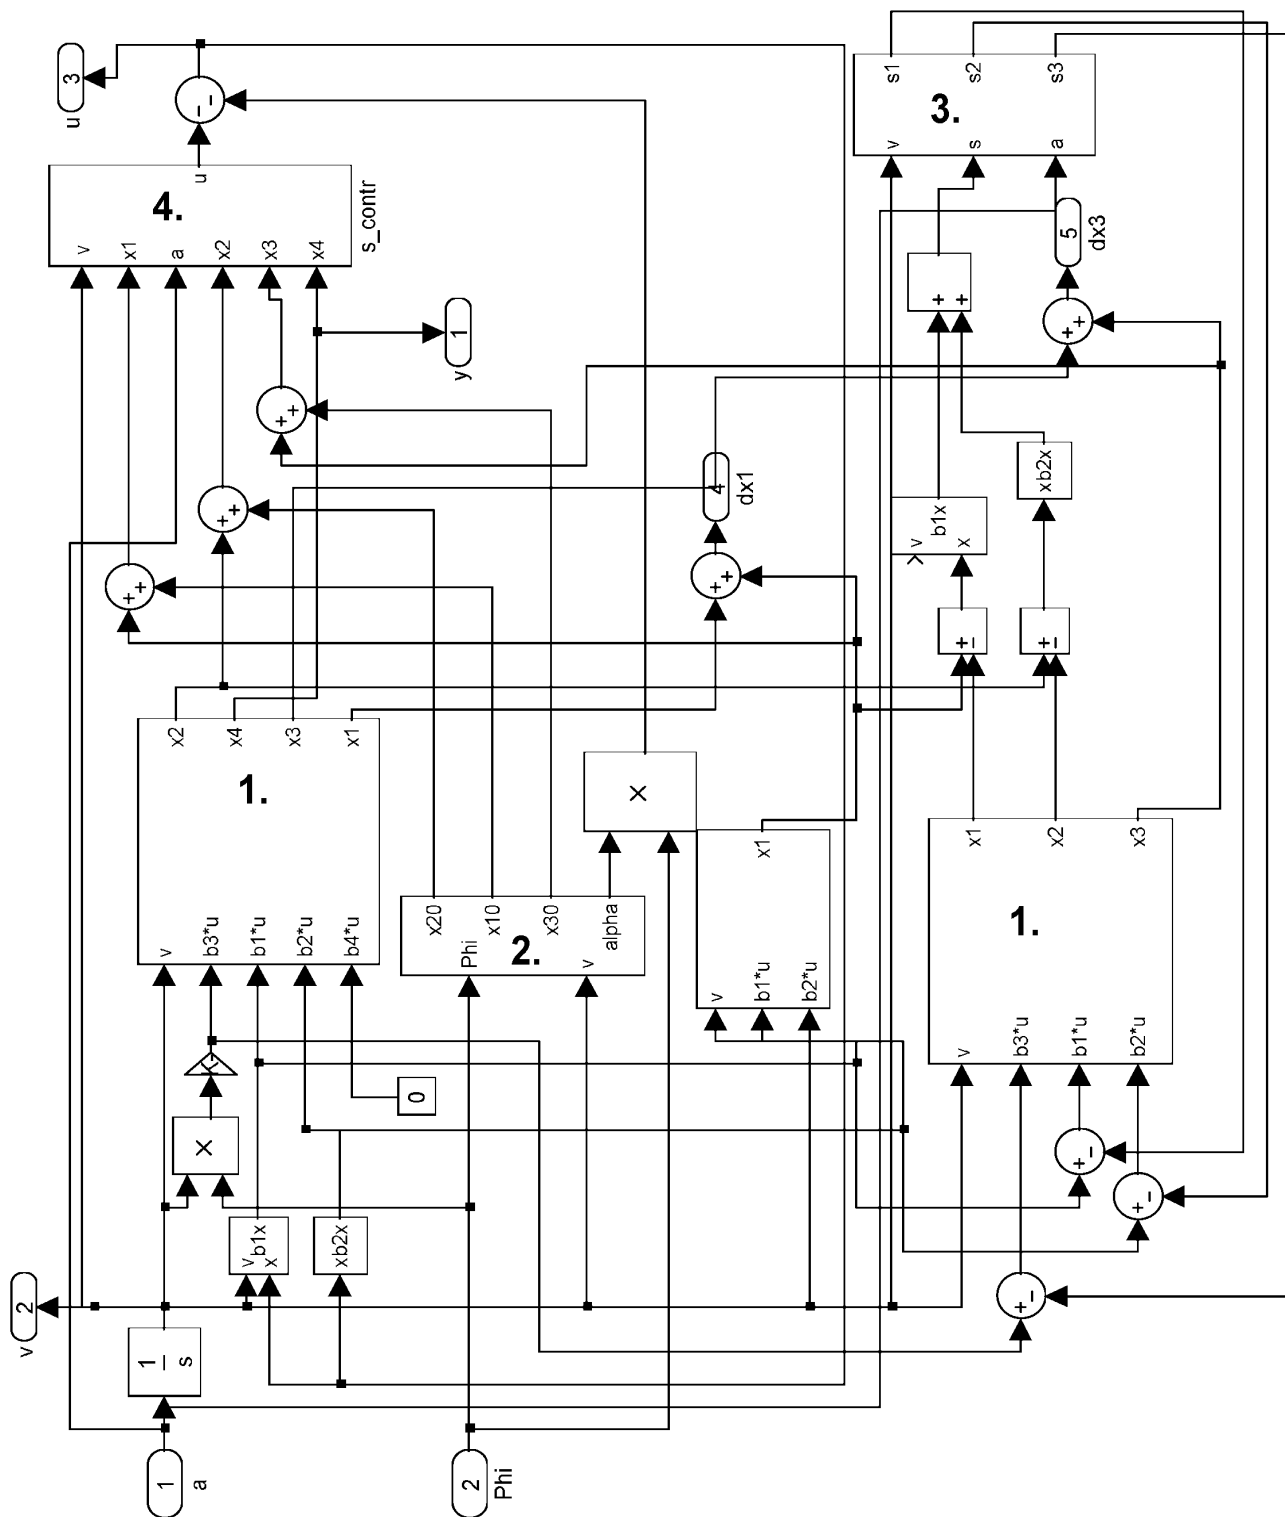 1
a
2
Phi
2
v
1
s
v
b1x
x
xb2x
X
K-
0
v
b3*u
b1*u
b2*u
b4*u
1.
x2
x4
x3
x1
Phi
v
2.
x20
x10
x30
alpha
X
v
b1*u
b2*u
x1
v
b3*u
b1*u
b2*u
1.
x1
x2
x3
+
-
+
-
+
-
+
+
+
+
+
+
+
+
4
dx1
+
-
+
-
v
b1x
x
xb2x
+
+
+
+
5
dx3
v
s
a
3.
s1
s2
s3
v
x1
a
x2
x3
x4
4.
u
s_contr
1
y
-
-
3
u